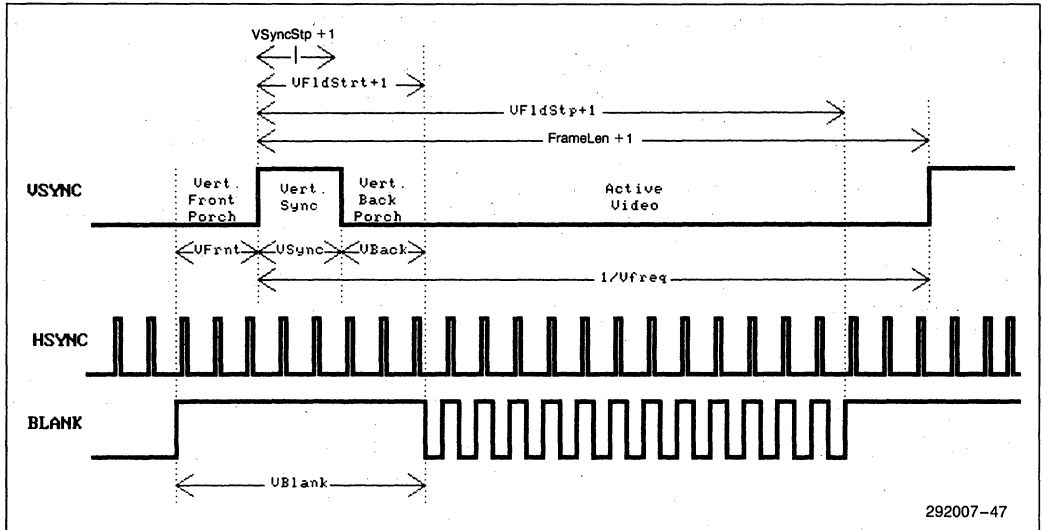 VSyncStp +1
VFldStrt+1
VFldStp+1
FrameLen +1
VSYNC
Vert.
Front
Porch
Vert.
Sync
Vert.
Back
Porch
Active
Video
VFrnt
VSync
VBack
1/Vfreq
HSYNC
BLANK
VBlank
292007-47